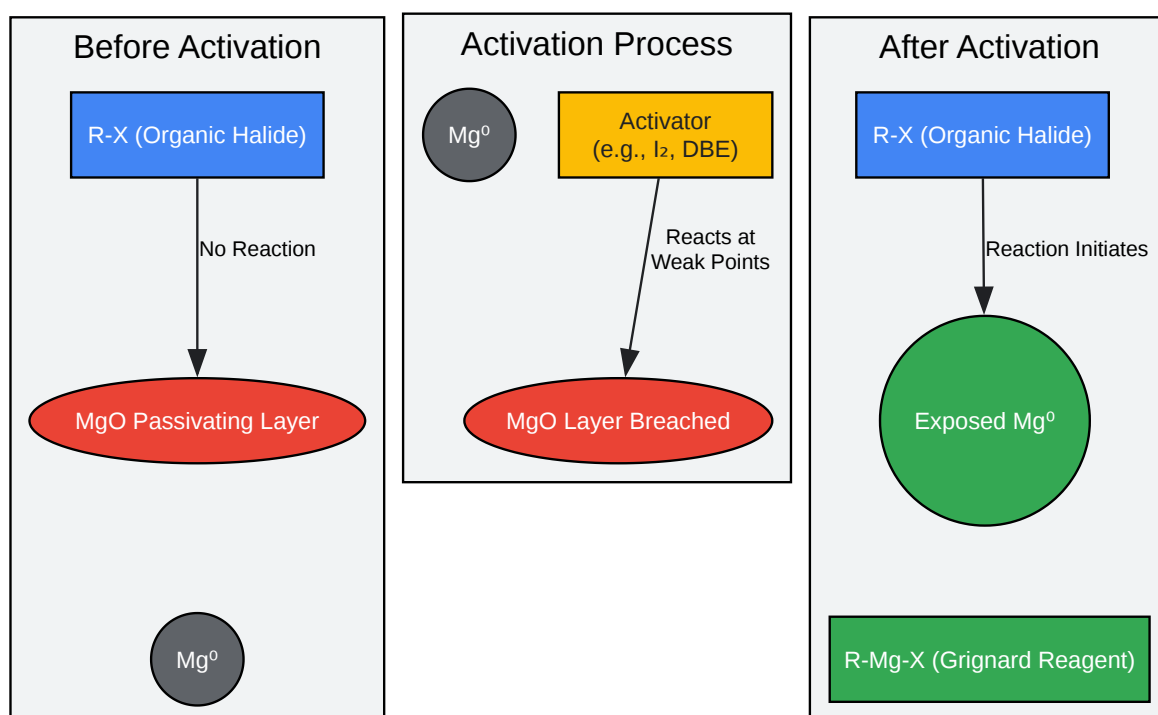 Before Activation
R-X (Organic Halide)
No Reaction
MgO Passivating Layer
Mg⁰
Activation Process
Mg⁰
Activator
(e.g., I₂, DBE)
Reacts at
Weak Points
MgO Layer Breached
After Activation
R-X (Organic Halide)
Reaction Initiates
Exposed Mg⁰
R-Mg-X (Grignard Reagent)